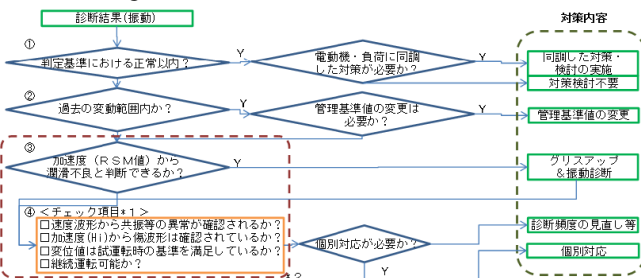 診断結果(振動)
対策内容
①
判定基準における正常以内?
Y
電動機・負荷に同調
した対策が必要か?
Y
同調した対策・
検討の実施
対策検討不要
②
過去の変動範囲内か?
Y
管理基準値の変更は
必要か?
Y
管理基準値の変更
③
加速度(RSM値)から
潤滑不良と判断できるか?
Y
グリスアップ
&振動診断
④ <チェック項目*1>
□速度波形から共振等の異常が確認されるか?
□加速度(Hi)から傷波形は確認されているか?
□変位値は試運転時の基準を満足しているか?
□継続運転可能か?
個別対応が必要か?
Y
診断頻度の見直し等
個別対応